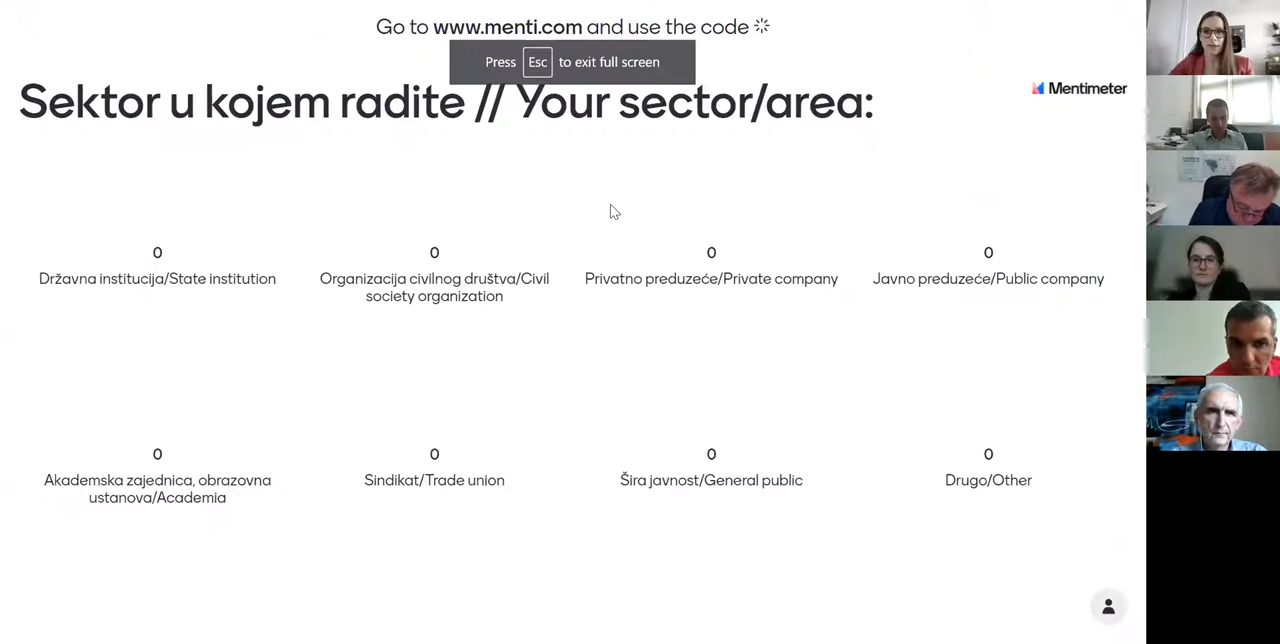 Go to www.menti.com and use the code
Press Esc to exit full screen
Mentimeter
Sektor u kojem radite // Your sector/area:
0
Državna institucija/State institution
0
Organizacija civilnog društva/Civil
society organization
0
Privatno preduzeće/Private company
0
Javno preduzeće/Public company
0
Akademska zajednica, obrazovna
ustanova/Academia
0
Sindikat/Trade union
0
Šira javnost/General public
0
Drugo/Other